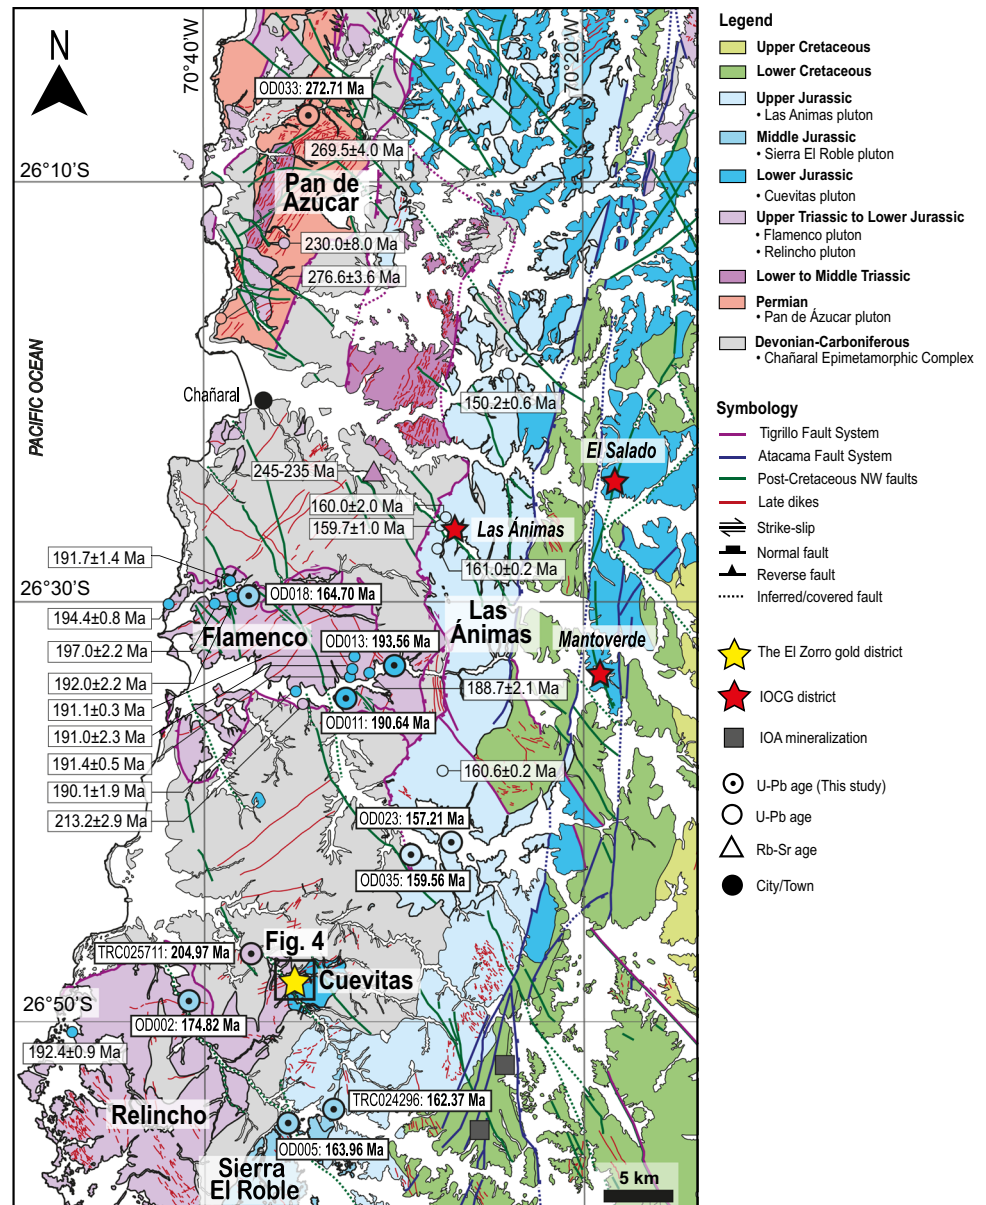 N
70°40'W
70°20'W
OD033: 272.71 Ma
269.5±4.0 Ma
26°10'S
Pan de
Azúcar
230.0±8.0 Ma
276.6±3.6 Ma
PACIFIC OCEAN
Chañaral
150.2±0.6 Ma
El Salado
245-235 Ma
160.0±2.0 Ma
159.7±1.0 Ma
Las Ánimas
191.7±1.4 Ma
161.0±0.2 Ma
26°30'S
OD018: 164.70 Ma
194.4±0.8 Ma
Las
Ánimas
Flamenco
OD013: 193.56 Ma
Mantoverde
197.0±2.2 Ma
192.0±2.2 Ma
188.7±2.1 Ma
191.1±0.3 Ma
OD011: 190.64 Ma
191.0±2.3 Ma
191.4±0.5 Ma
160.6±0.2 Ma
190.1±1.9 Ma
213.2±2.9 Ma
OD023: 157.21 Ma
OD035: 159.56 Ma
Fig. 4
TRC025711: 204.97 Ma
Cuevitas
26°50'S
OD002: 174.82 Ma
192.4±0.9 Ma
TRC024296: 162.37 Ma
Relincho
OD005: 163.96 Ma
Sierra
El Roble
5 km
Legend
Upper Cretaceous
Lower Cretaceous
Upper Jurassic
• Las Animas pluton
Middle Jurassic
• Sierra El Roble pluton
Lower Jurassic
• Cuevitas pluton
Upper Triassic to Lower Jurassic
• Flamenco pluton
• Relincho pluton
Lower to Middle Triassic
Permian
• Pan de Ázucar pluton
Devonian-Carboniferous
• Chañaral Epimetamorphic Complex
Symbology
Tigrillo Fault System
Atacama Fault System
Post-Cretaceous NW faults
Late dikes
Strike-slip
Normal fault
Reverse fault
Inferred/covered fault
The El Zorro gold district
IOCG district
IOA mineralization
U-Pb age (This study)
U-Pb age
Rb-Sr age
City/Town